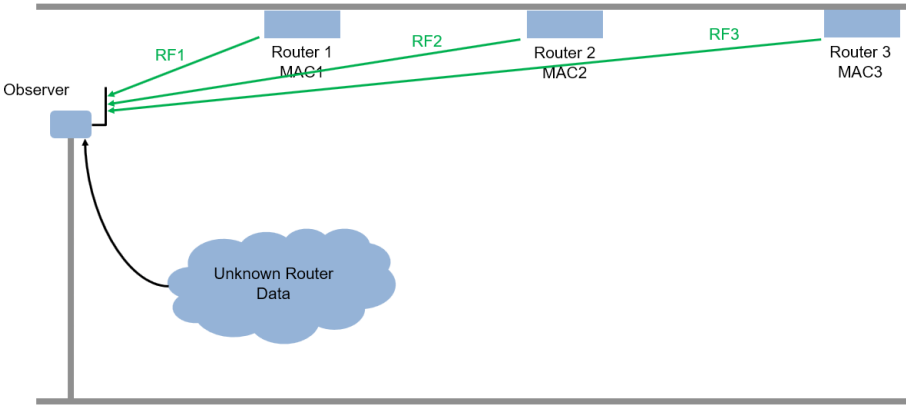 RF1
RF2
RF3
Router 1
MAC1
Router 2
MAC2
Router 3
MAC3
Observer
Unknown Router
Data